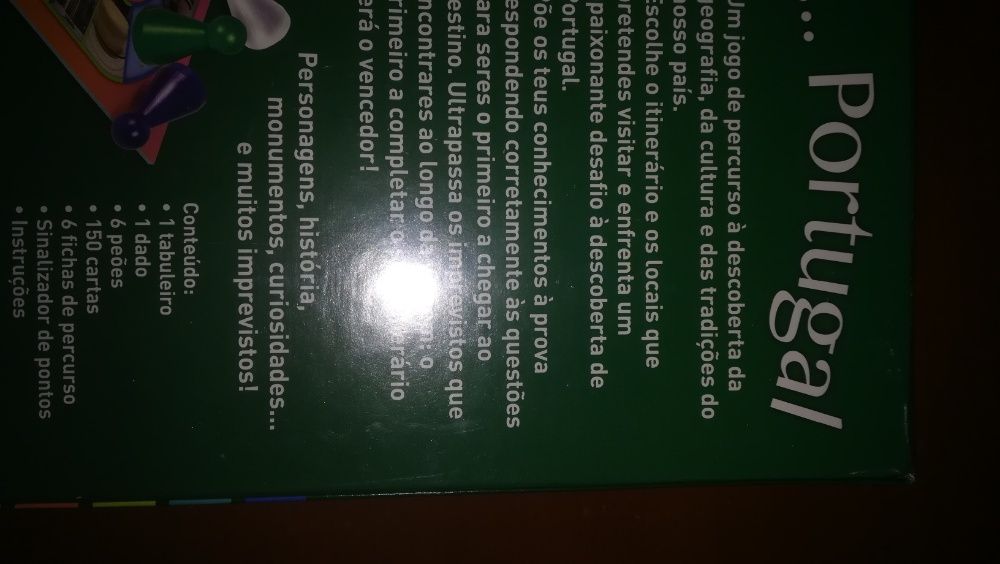 ... Portugal
Um jogo de percurso à descoberta da
geografia, da cultura e das tradições do
nosso país.
Escolhe o itinerário e os locais que
pretendes visitar e enfrenta um
apaixonante desafio à descoberta de
Portugal.
Põe os teus conhecimentos à prova
respondendo corretamente às questões
para seres o primeiro a chegar ao
destino. Ultrapassa os imprevistos que
encontrares ao longo da o
primeiro a completar o itinerário
será o vencedor!
Personagens, história,
monumentos, curiosidades...
e muitos imprevistos!
Conteúdo:
• 1 tabuleiro
• 1 dado
• 6 peões
• 150 cartas
• 6 fichas de percurso
• Sinalizador de pontos
• Instruções